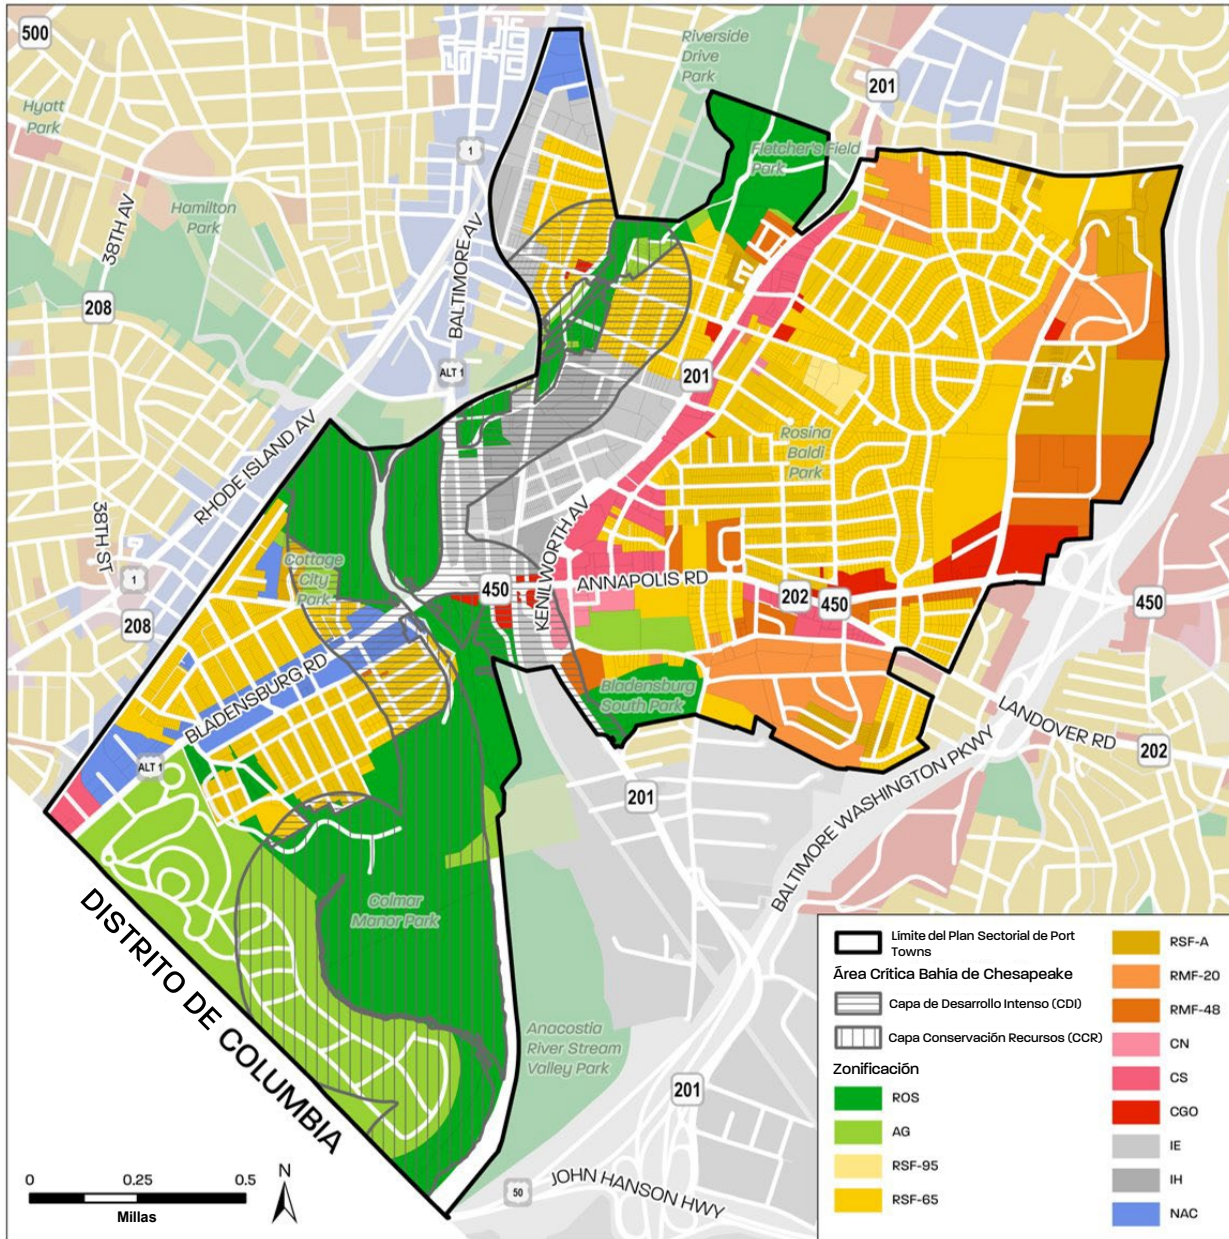 500
Riverside
Drive
Park
201
Hyatt
Park
1
Fletcher's Field
Park
38TH AV
Hamilton
Park
BALTIMORE AV
208
ALT 1
201
RHODE ISLAND AV
Rosina
Baldi
Park
38TH ST
Cottage
City
Park
KENILWORTH AV
1
450
ANNAPOLIS RD
202
450
450
208
BLADENSBURG RD
Bladensburg
South Park
LANDOVER RD
202
ALT 1
201
BALTIMORE WASHINGTON PKWY
Colmar
Manor Park
DISTRITO DE COLUMBIA
Anacostia
River Stream
Valley Park
201
50
JOHN HANSON HWY
0 0.25 0.5
Millas
N
Limite del Plan Sectorial de Port
Towns
Área Crítica Bahía de Chesapeake
Capa de Desarrollo Intenso (CDI)
Capa Conservación Recursos (CCR)
Zonificación
ROS
AG
RSF-95
RSF-65
RSF-A
RMF-20
RMF-48
CN
CS
CGO
IE
IH
NAC